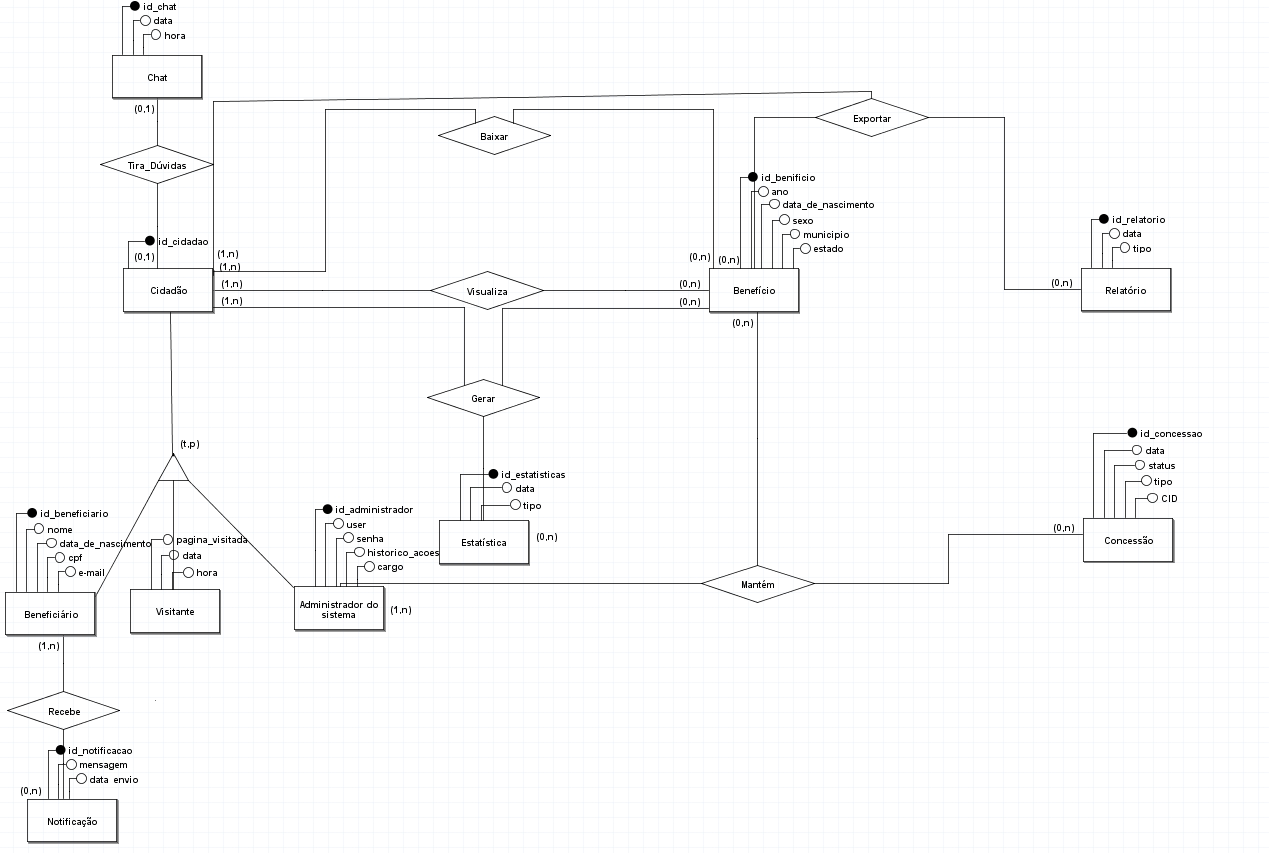 id_chat
data
hora
Chat
(0,1)
Tira_Dúvidas
Baixar
Exportar
id_cidadao
(0,1)
Cidadão
(1,n)
(1,n)
(1,n)
(1,n)
Visualiza
(0,n)
(0,n)
(0,n)
(0,n)
id_benificio
ano
data_de_nascimento
sexo
municipio
estado
Benefício
(0,n)
id_relatorio
data
tipo
(0,n)
Relatório
Gerar
(t,p)
id_estatisticas
data
tipo
Estatística
(0,n)
id_concessao
data
status
tipo
CID
(0,n)
Concessão
id_beneficiario
nome
data_de_nascimento
cpf
e-mail
Beneficiário
(1,n)
pagina_visitada
data
hora
Visitante
id_administrador
user
senha
historico_acoes
cargo
Administrador do
sistema
(1,n)
Mantém
Recebe
id_notificacao
mensagem
data_envio
(0,n)
Notificação